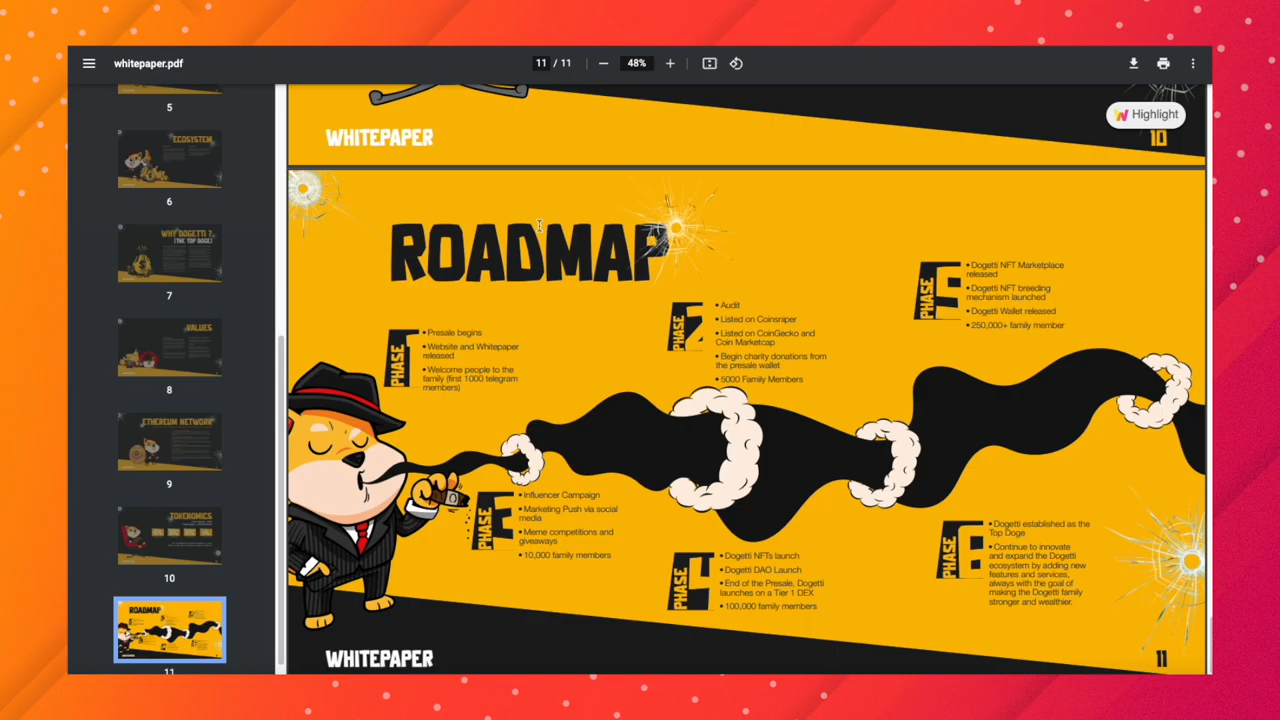 whitepaper.pdf
11 / 11
48%
Highlight
5
ECOSYSTEM
6
WHY DOGETTI ?
(THE TOP DOGE)
7
VALUES
8
ETHEREUM NETWORK
9
TOKENOMICS
10
ROADMAP
11
WHITEPAPER
10
ROADMAP
PHASE 1
• Presale begins
• Website and Whitepaper
released
• Welcome people to the
family (first 1000 telegram
members)
PHASE 2
• Audit
• Listed on Coinsniper
• Listed on CoinGecko and
Coin Marketcap
• Begin charity donations from
the presale wallet
• 5000 Family Members
PHASE
• Influencer Campaign
• Marketing Push via social
media
• Meme competitions and
giveaways
• 10,000 family members
PHASE 4
• Dogetti NFTs launch
• Dogetti DAO Launch
• End of the Presale, Dogetti
launches on a Tier 1 DEX
• 100,000 family members
PHASE
• Dogetti NFT Marketplace
released
• Dogetti NFT breeding
mechanism launched
• Dogetti Wallet released
• 250,000+ family member
PHASE
• Dogetti established as the
Top Doge
• Continue to innovate
and expand the Dogetti
ecosystem by adding new
features and services,
always with the goal of
making the Dogetti family
stronger and wealthier.
WHITEPAPER
11